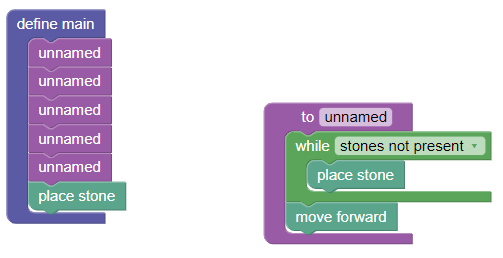 define main
unnamed
unnamed
unnamed
unnamed
unnamed
place stone
to unnamed
while stones not present
place stone
move forward